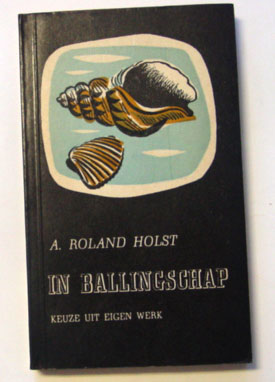 A. ROLAND HOLST
IN BALLINGSCHAP
KEUZE UIT EIGEN WERK